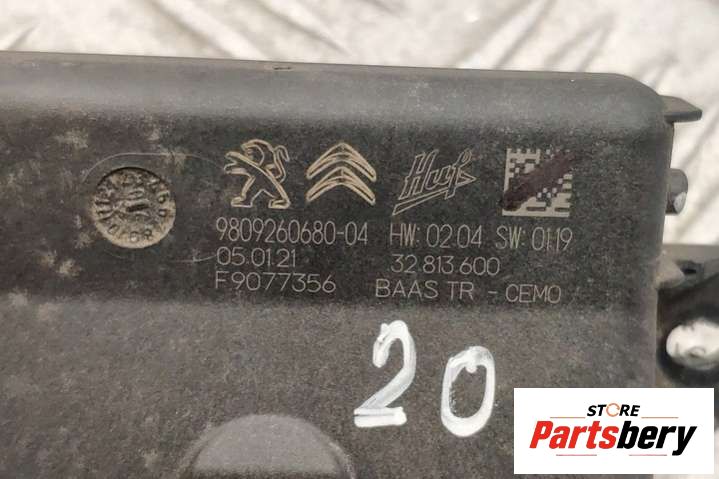 Huf
9809260680-04 HW: 02.04 SW: 01.19
05.01.21 32 813 600
F9077356 BAAS TR - CEMO
20
STORE
Partsbery